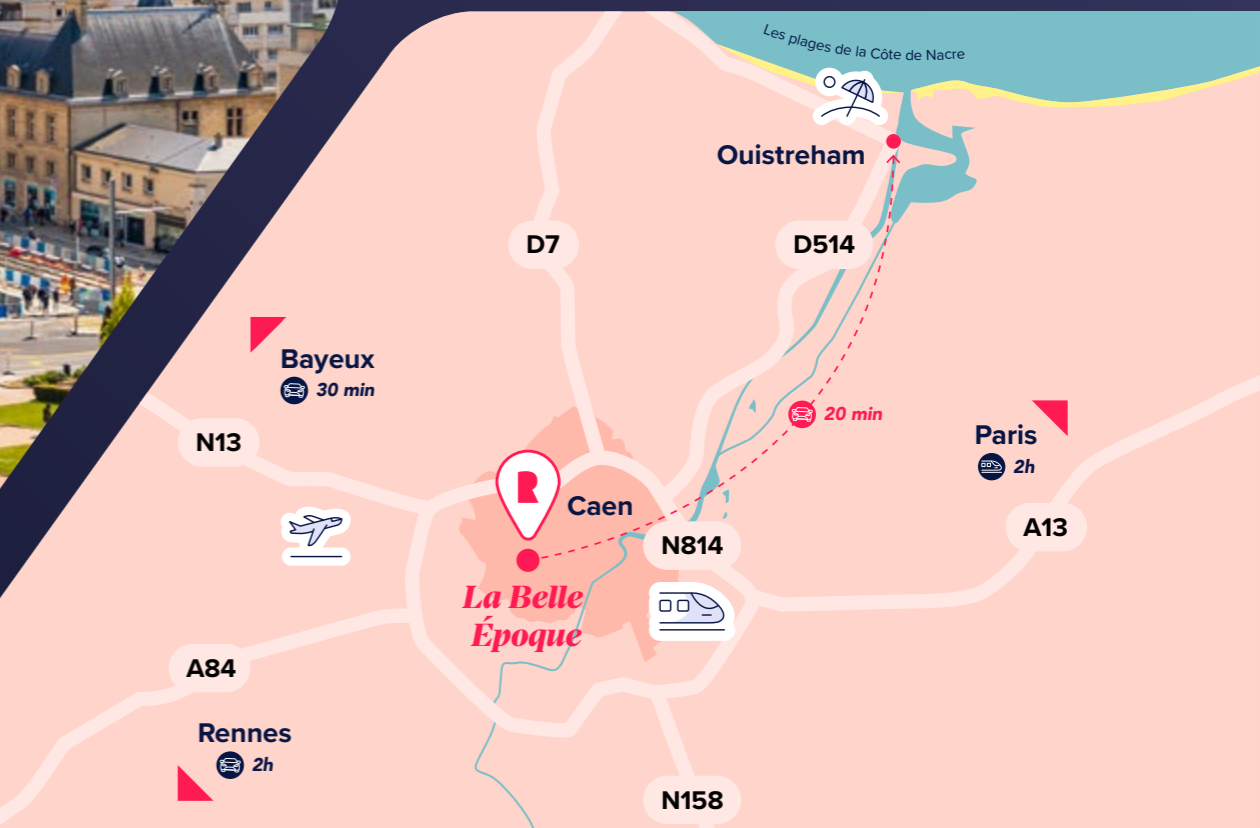 Les plages de la Côte de Nacre
Ouistreham
D7
D514
Bayeux
30 min
20 min
Paris
2h
N13
R
Caen
A13
N814
La Belle
Époque
A84
Rennes
2h
N158